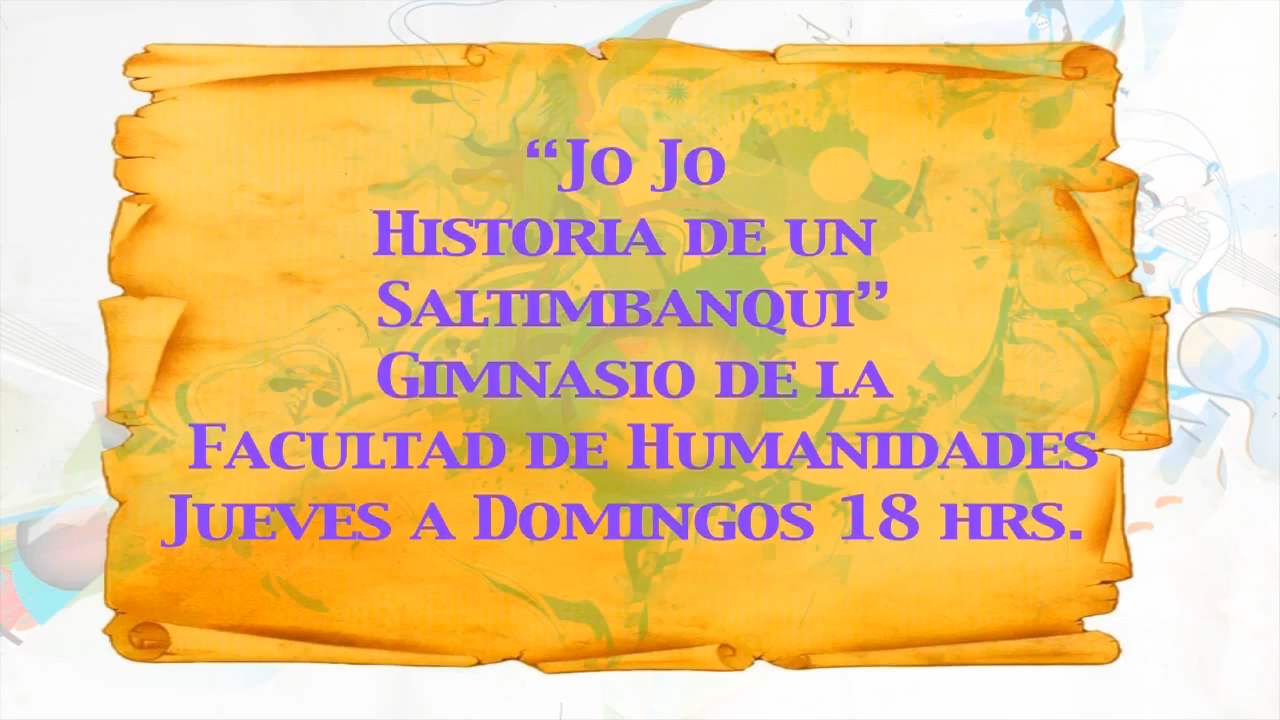 “Jo Jo
Historia de un
Saltimbanqui”
Gimnasio de la
Facultad de Humanidades
Jueves a Domingos 18 hrs.